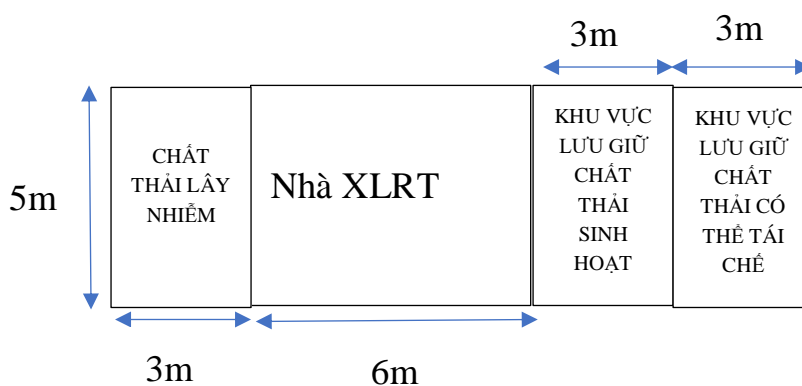 3m
3m
5m
CHẤT
THẢI LÂY
NHIỄM
Nhà XLRT
KHU VỰC
LƯU GIỮ
CHẤT
THẢI
SINH
HOẠT
KHU VỰC
LƯU GIỮ
CHẤT
THẢI CÓ
THỂ TÁI
CHẾ
3m
6m